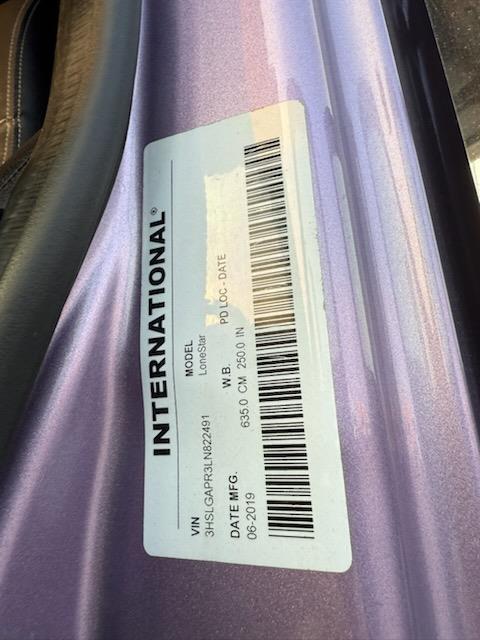 INTERNATIONAL®
VIN MODEL
3HSLGAPR3LN822491 LoneStar
DATE MFG. W.B. PD LOC - DATE
06-2019 635.0 CM 250.0 IN